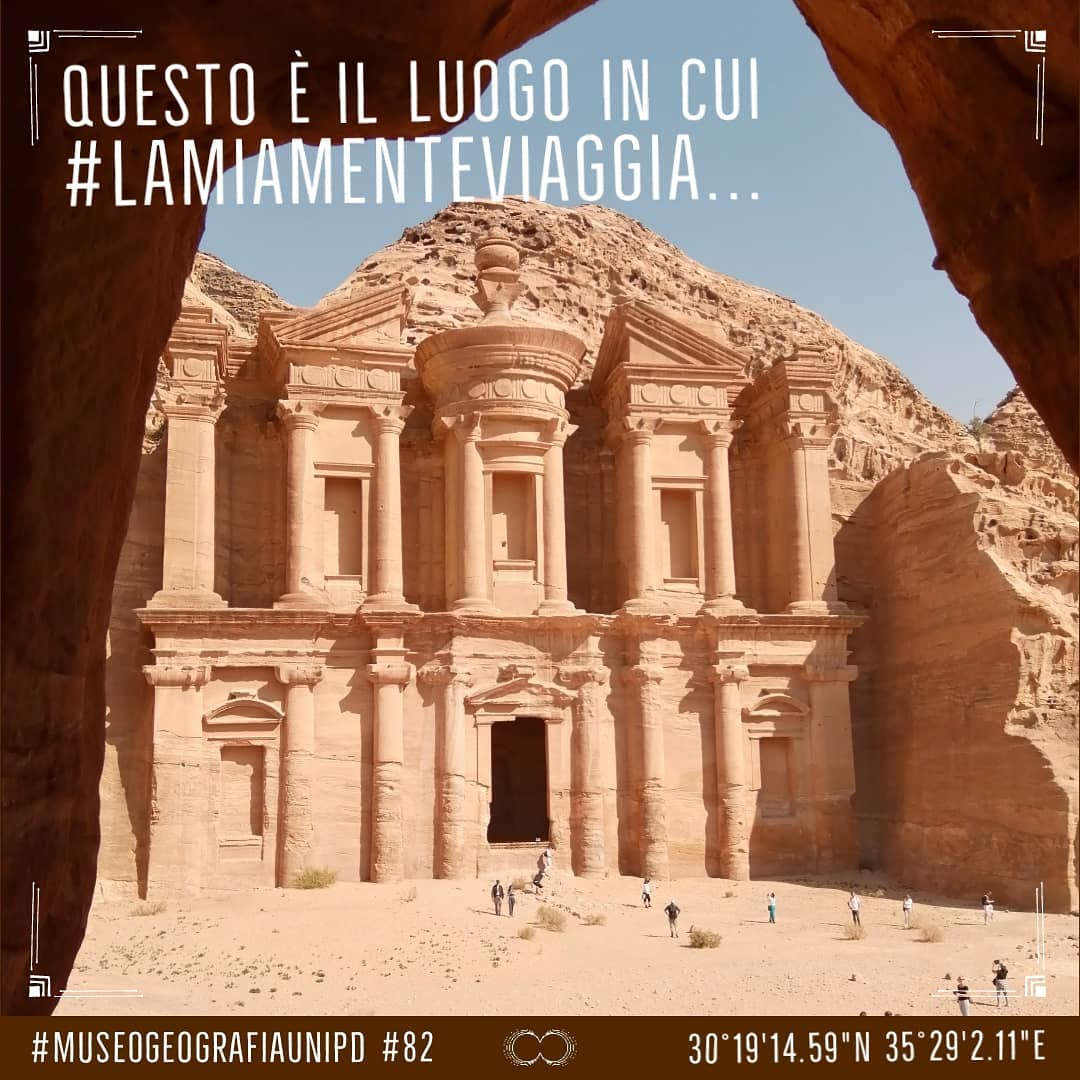 QUESTO È IL LUOGO IN CUI
#LAMIAMENTEVIAGGIA...
#MUSEOGEOGRAFIAUNIPD #82
30°19'14.59"N 35°29'2.11"E